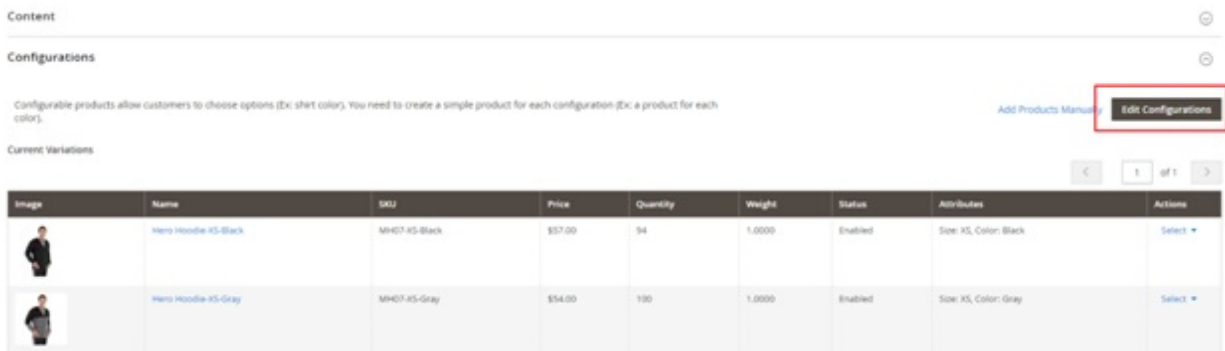 Content
Configurations
Configurable products allow customers to choose options (Ex: shirt color). You need to create a simple product for each configuration (Ex: a product for each
color).
Add Products Manually
Edit Configurations
Current Variations
1 of 1
Image Name SKU Price Quantity Weight Status Attributes Actions
Hero Hoodie-XS-Black MH07-XS-Black $57.00 94 1.0000 Enabled Size: XS, Color: Black Select
Hero Hoodie-XS-Gray MH07-XS-Gray $54.00 100 1.0000 Enabled Size: XS, Color: Gray Select